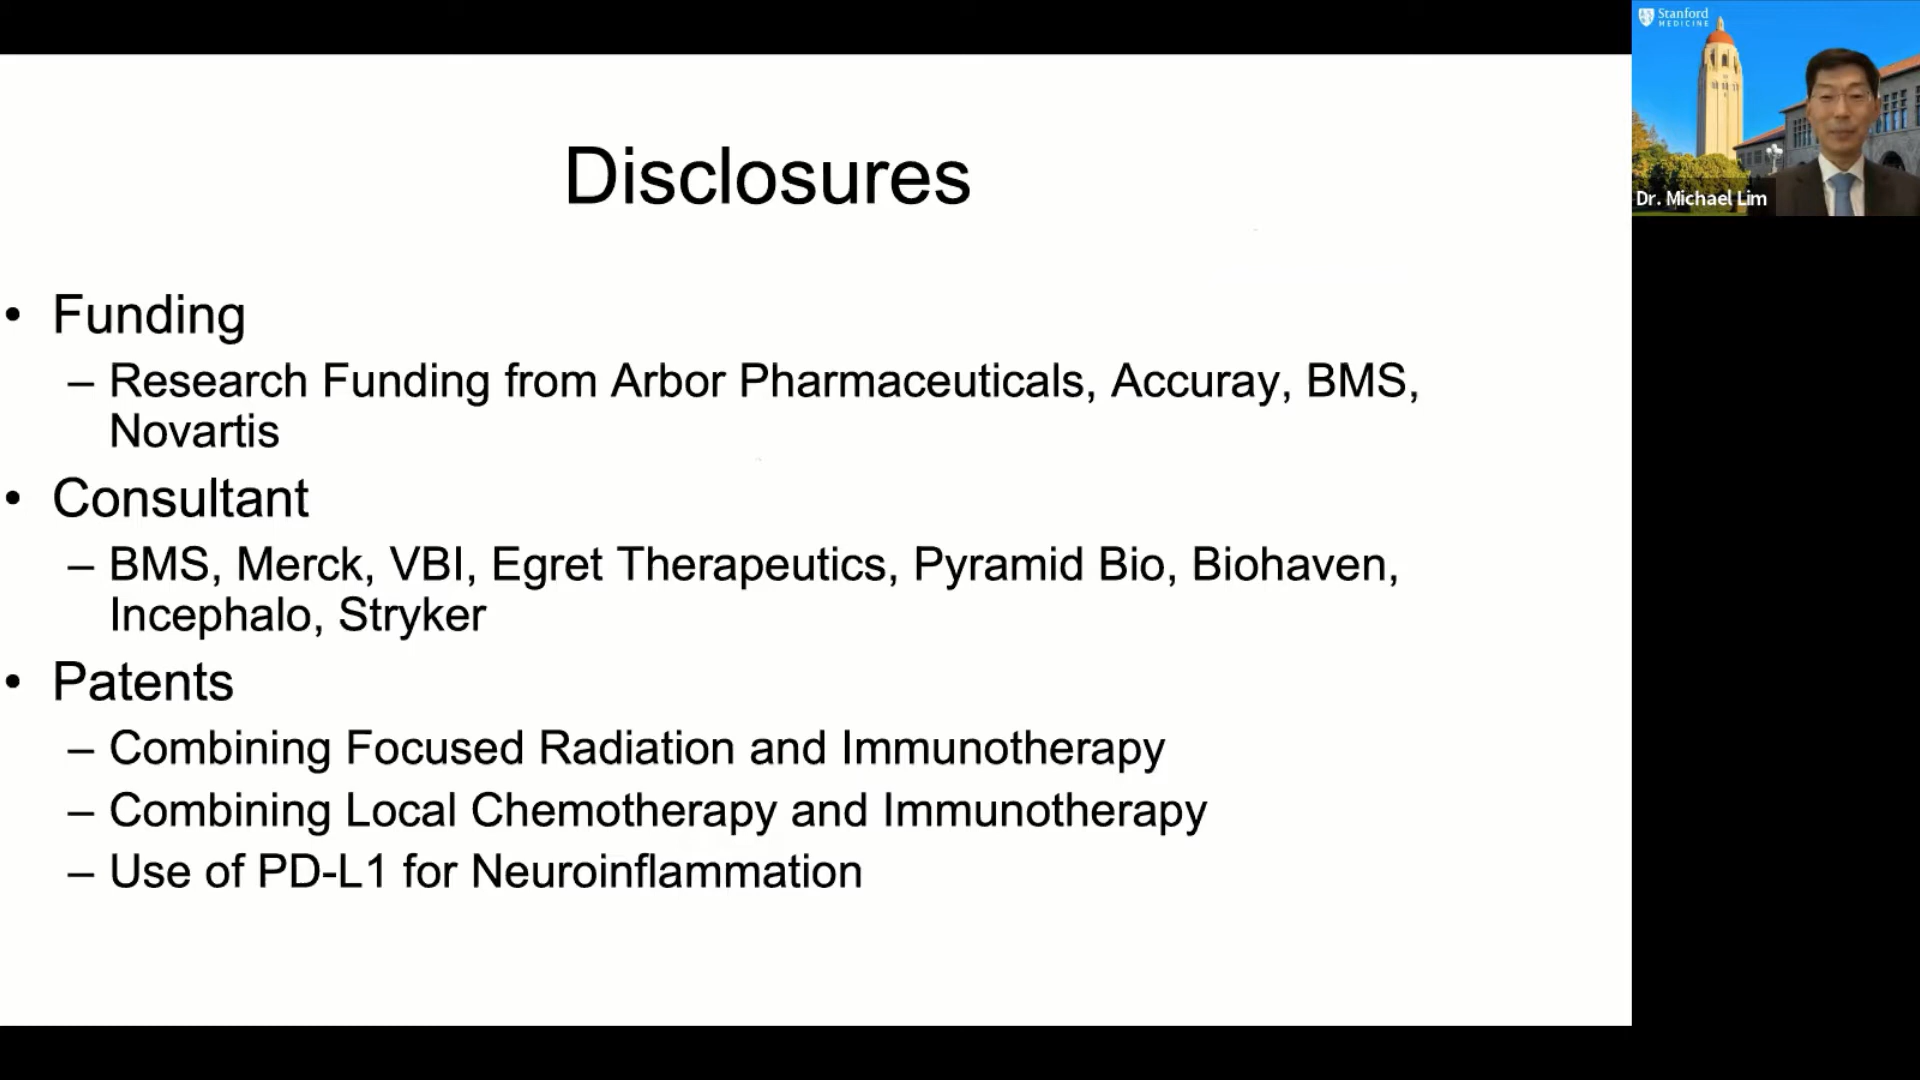 Disclosures
• Funding
– Research Funding from Arbor Pharmaceuticals, Accuray, BMS,
Novartis
• Consultant
– BMS, Merck, VBI, Egret Therapeutics, Pyramid Bio, Biohaven,
Incephalo, Stryker
• Patents
– Combining Focused Radiation and Immunotherapy
– Combining Local Chemotherapy and Immunotherapy
– Use of PD-L1 for Neuroinflammation
Stanford
MEDICINE
Dr. Michael Lim